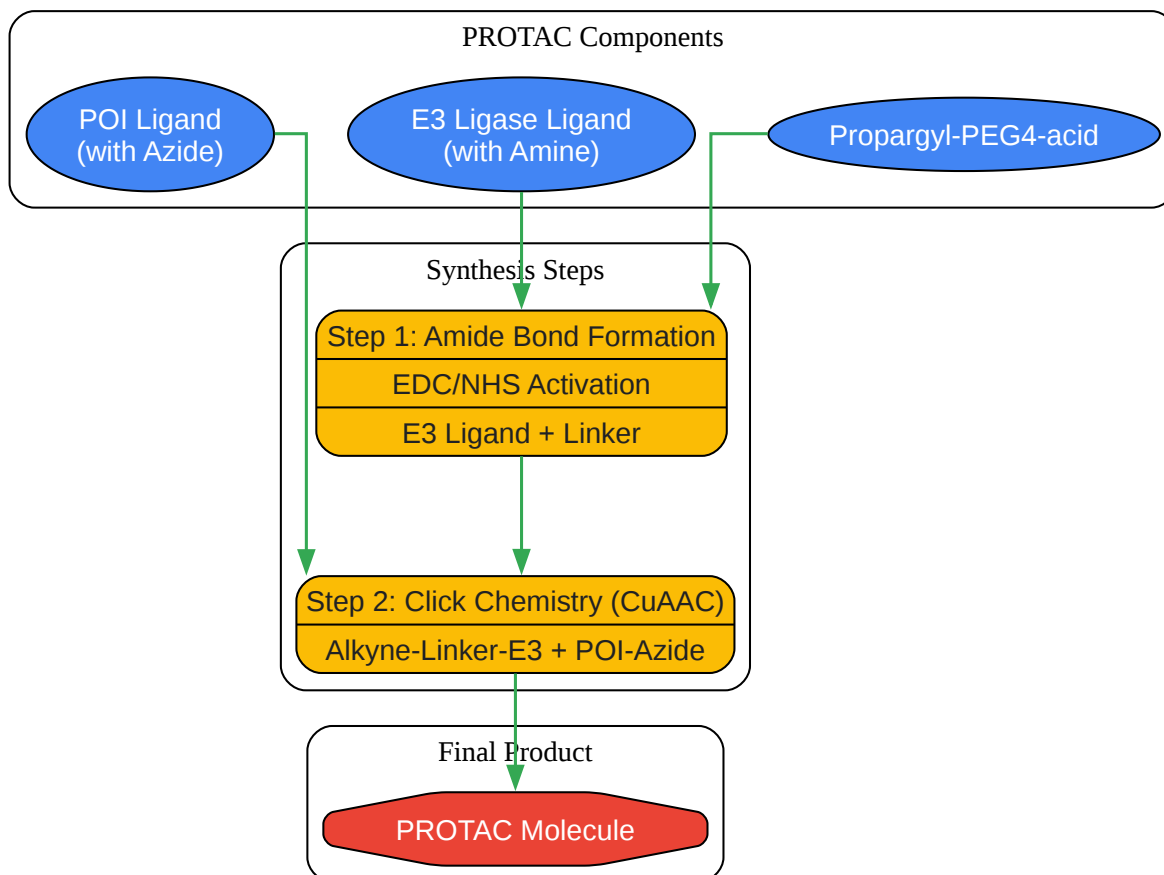 PROTAC Components
POI Ligand
(with Azide)
E3 Ligase Ligand
(with Amine)
Propargyl-PEG4-acid
Synthesis Steps
Step 1: Amide Bond Formation
EDC/NHS Activation
E3 Ligand + Linker
Step 2: Click Chemistry (CuAAC)
Alkyne-Linker-E3 + POI-Azide
Final Product
PROTAC Molecule